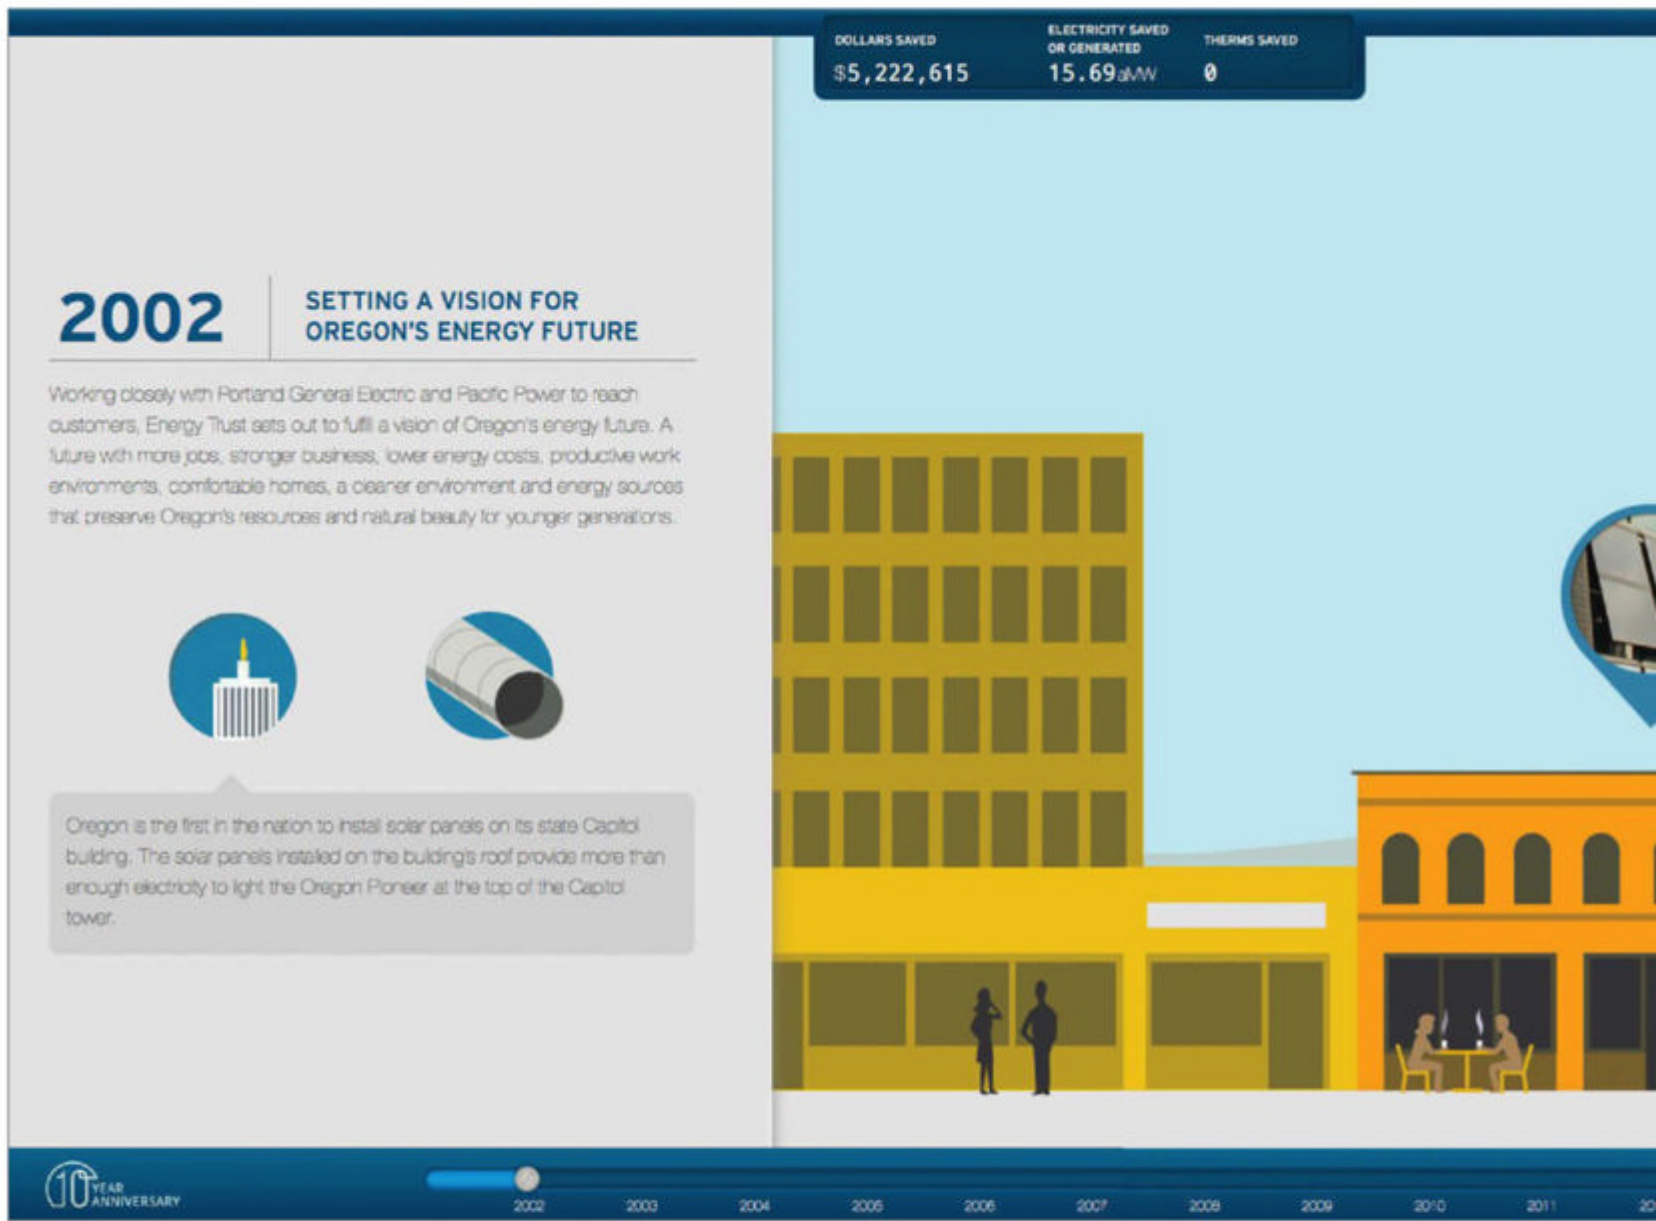 DOLLARS SAVED
$5,222,615
ELECTRICITY SAVED
OR GENERATED
15.69aMW
THERMS SAVED
0
2002
SETTING A VISION FOR
OREGON'S ENERGY FUTURE
Working closely with Portland General Electric and Pacific Power to reach
customers, Energy Trust sets out to fulfill a vision of Oregon's energy future. A
future with more jobs, stronger business, lower energy costs, productive work
environments, comfortable homes, a cleaner environment and energy sources
that preserve Oregon's resources and natural beauty for younger generations.
Oregon is the first in the nation to install solar panels on its state Capitol
building. The solar panels installed on the building's roof provide more than
enough electricity to light the Oregon Pioneer at the top of the Capitol
tower.
10 YEAR
ANNIVERSARY
2002 2003 2004 2005 2006 2007 2008 2009 2010 2011